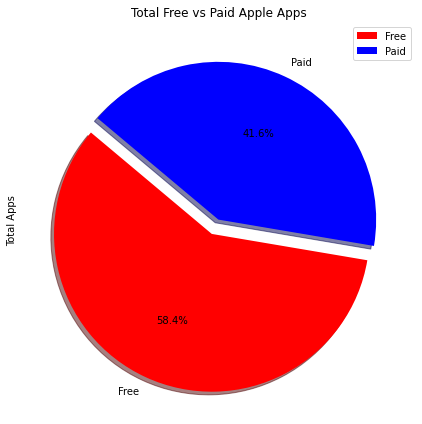 Total Free vs Paid Apple Apps
Free
Paid
Paid
41.6%
Total Apps
58.4%
Free